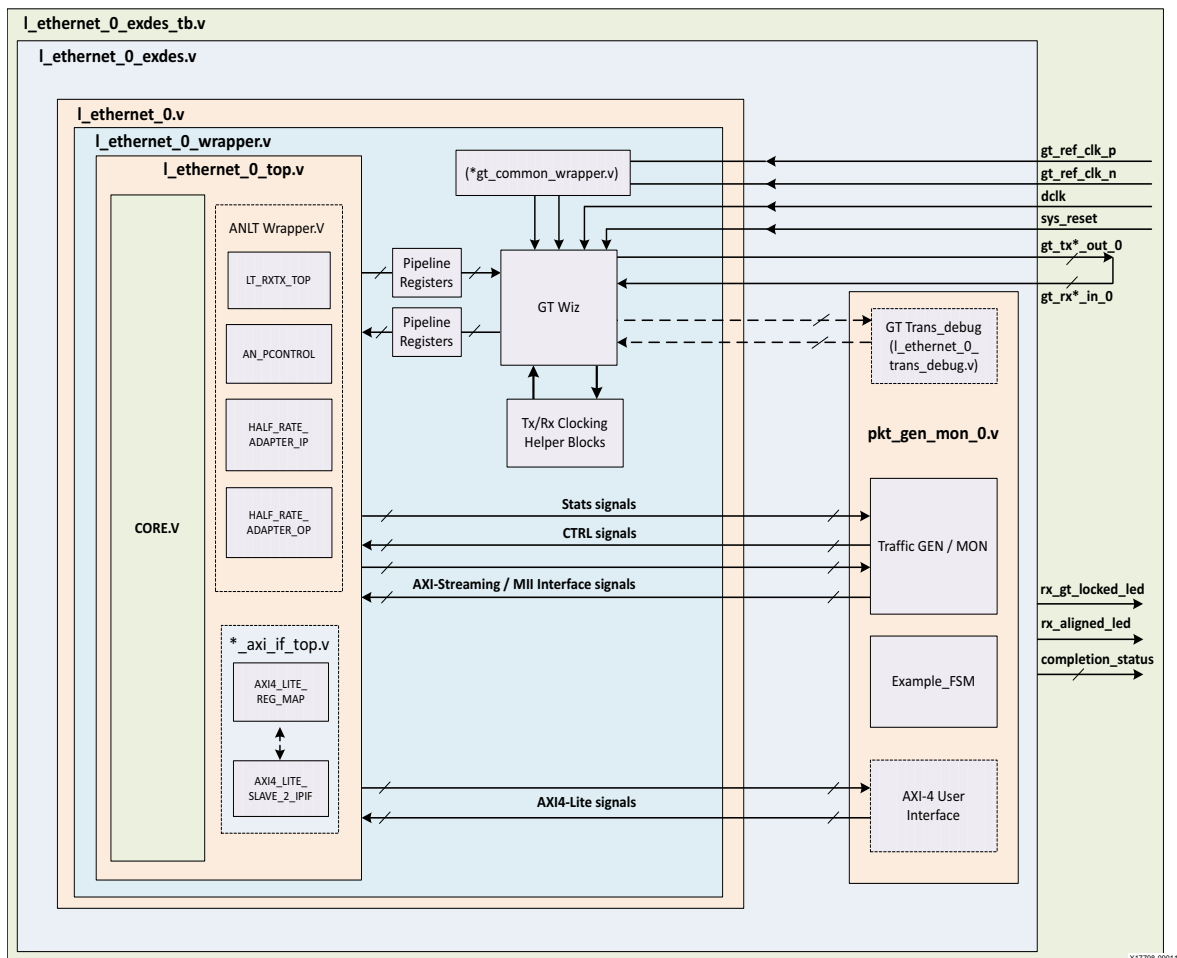 l_ethernet_0_exdes_tb.v
l_ethernet_0_exdes.v
l_ethernet_0.v
l_ethernet_0_wrapper.v
l_ethernet_0_top.v
CORE.V
ANLT Wrapper.V
LT_RXTX_TOP
AN_PCONTROL
HALF_RATE_
ADAPTER_IP
HALF_RATE_
ADAPTER_OP
*_axi_if_top.v
AXI4_LITE_
REG_MAP
AXI4_LITE_
SLAVE_2_IPIF
Pipeline
Registers
Pipeline
Registers
(*gt_common_wrapper.v)
GT Wiz
Tx/Rx Clocking
Helper Blocks
Stats signals
CTRL signals
AXI-Streaming / MII Interface signals
AXI4-Lite signals
gt_ref_clk_p
gt_ref_clk_n
dclk
sys_reset
gt_tx*_out_0
gt_rx*_in_0
GT Trans_debug
(l_ethernet_0_
trans_debug.v)
pkt_gen_mon_0.v
Traffic GEN / MON
Example_FSM
AXI-4 User
Interface
rx_gt_locked_led
rx_aligned_led
completion_status